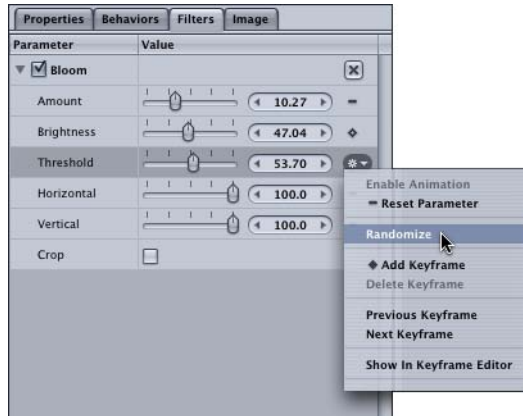 Properties Behaviors Filters Image
Parameter Value
Bloom
Amount 10.27
Brightness 47.04
Threshold 53.70
Horizontal 100.0
Vertical 100.0
Crop
Enable Animation
Reset Parameter
Randomize
Add Keyframe
Delete Keyframe
Previous Keyframe
Next Keyframe
Show In Keyframe Editor